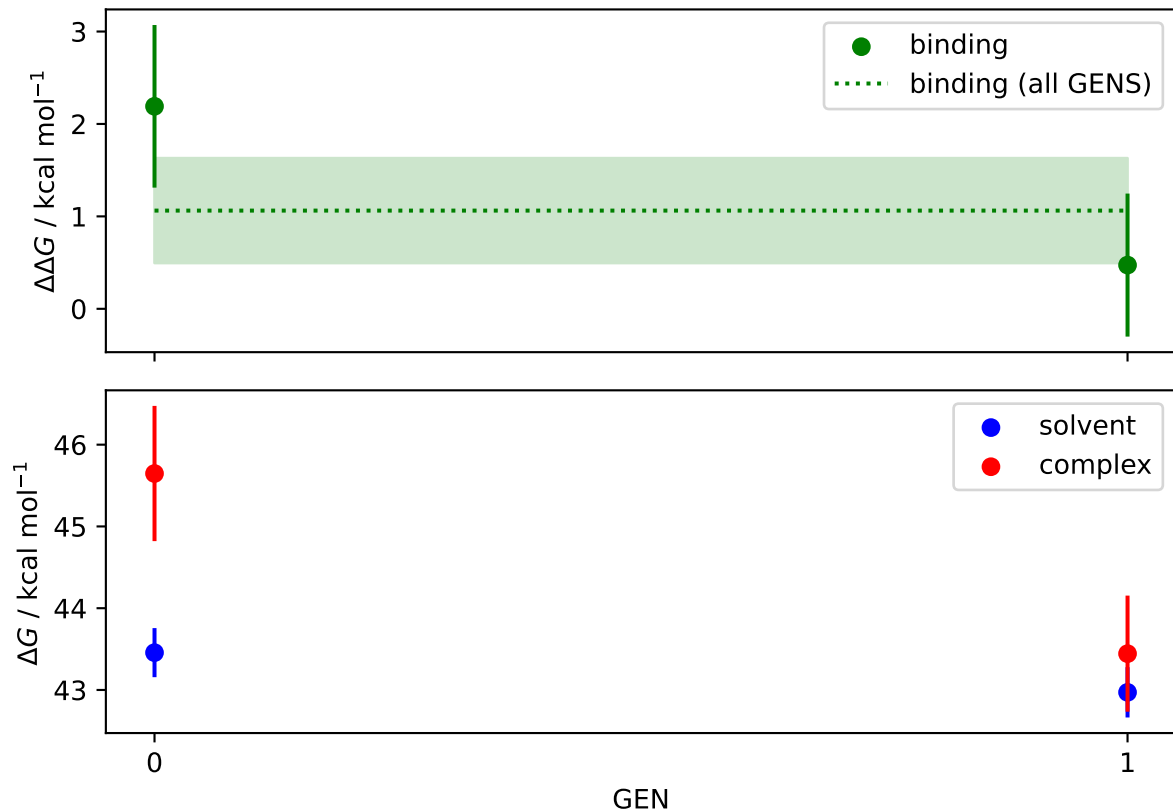 3
2
1
0
ΔΔG / kcal mol⁻¹
binding
binding (all GENS)
46
45
44
43
ΔG / kcal mol⁻¹
solvent
complex
0
1
GEN